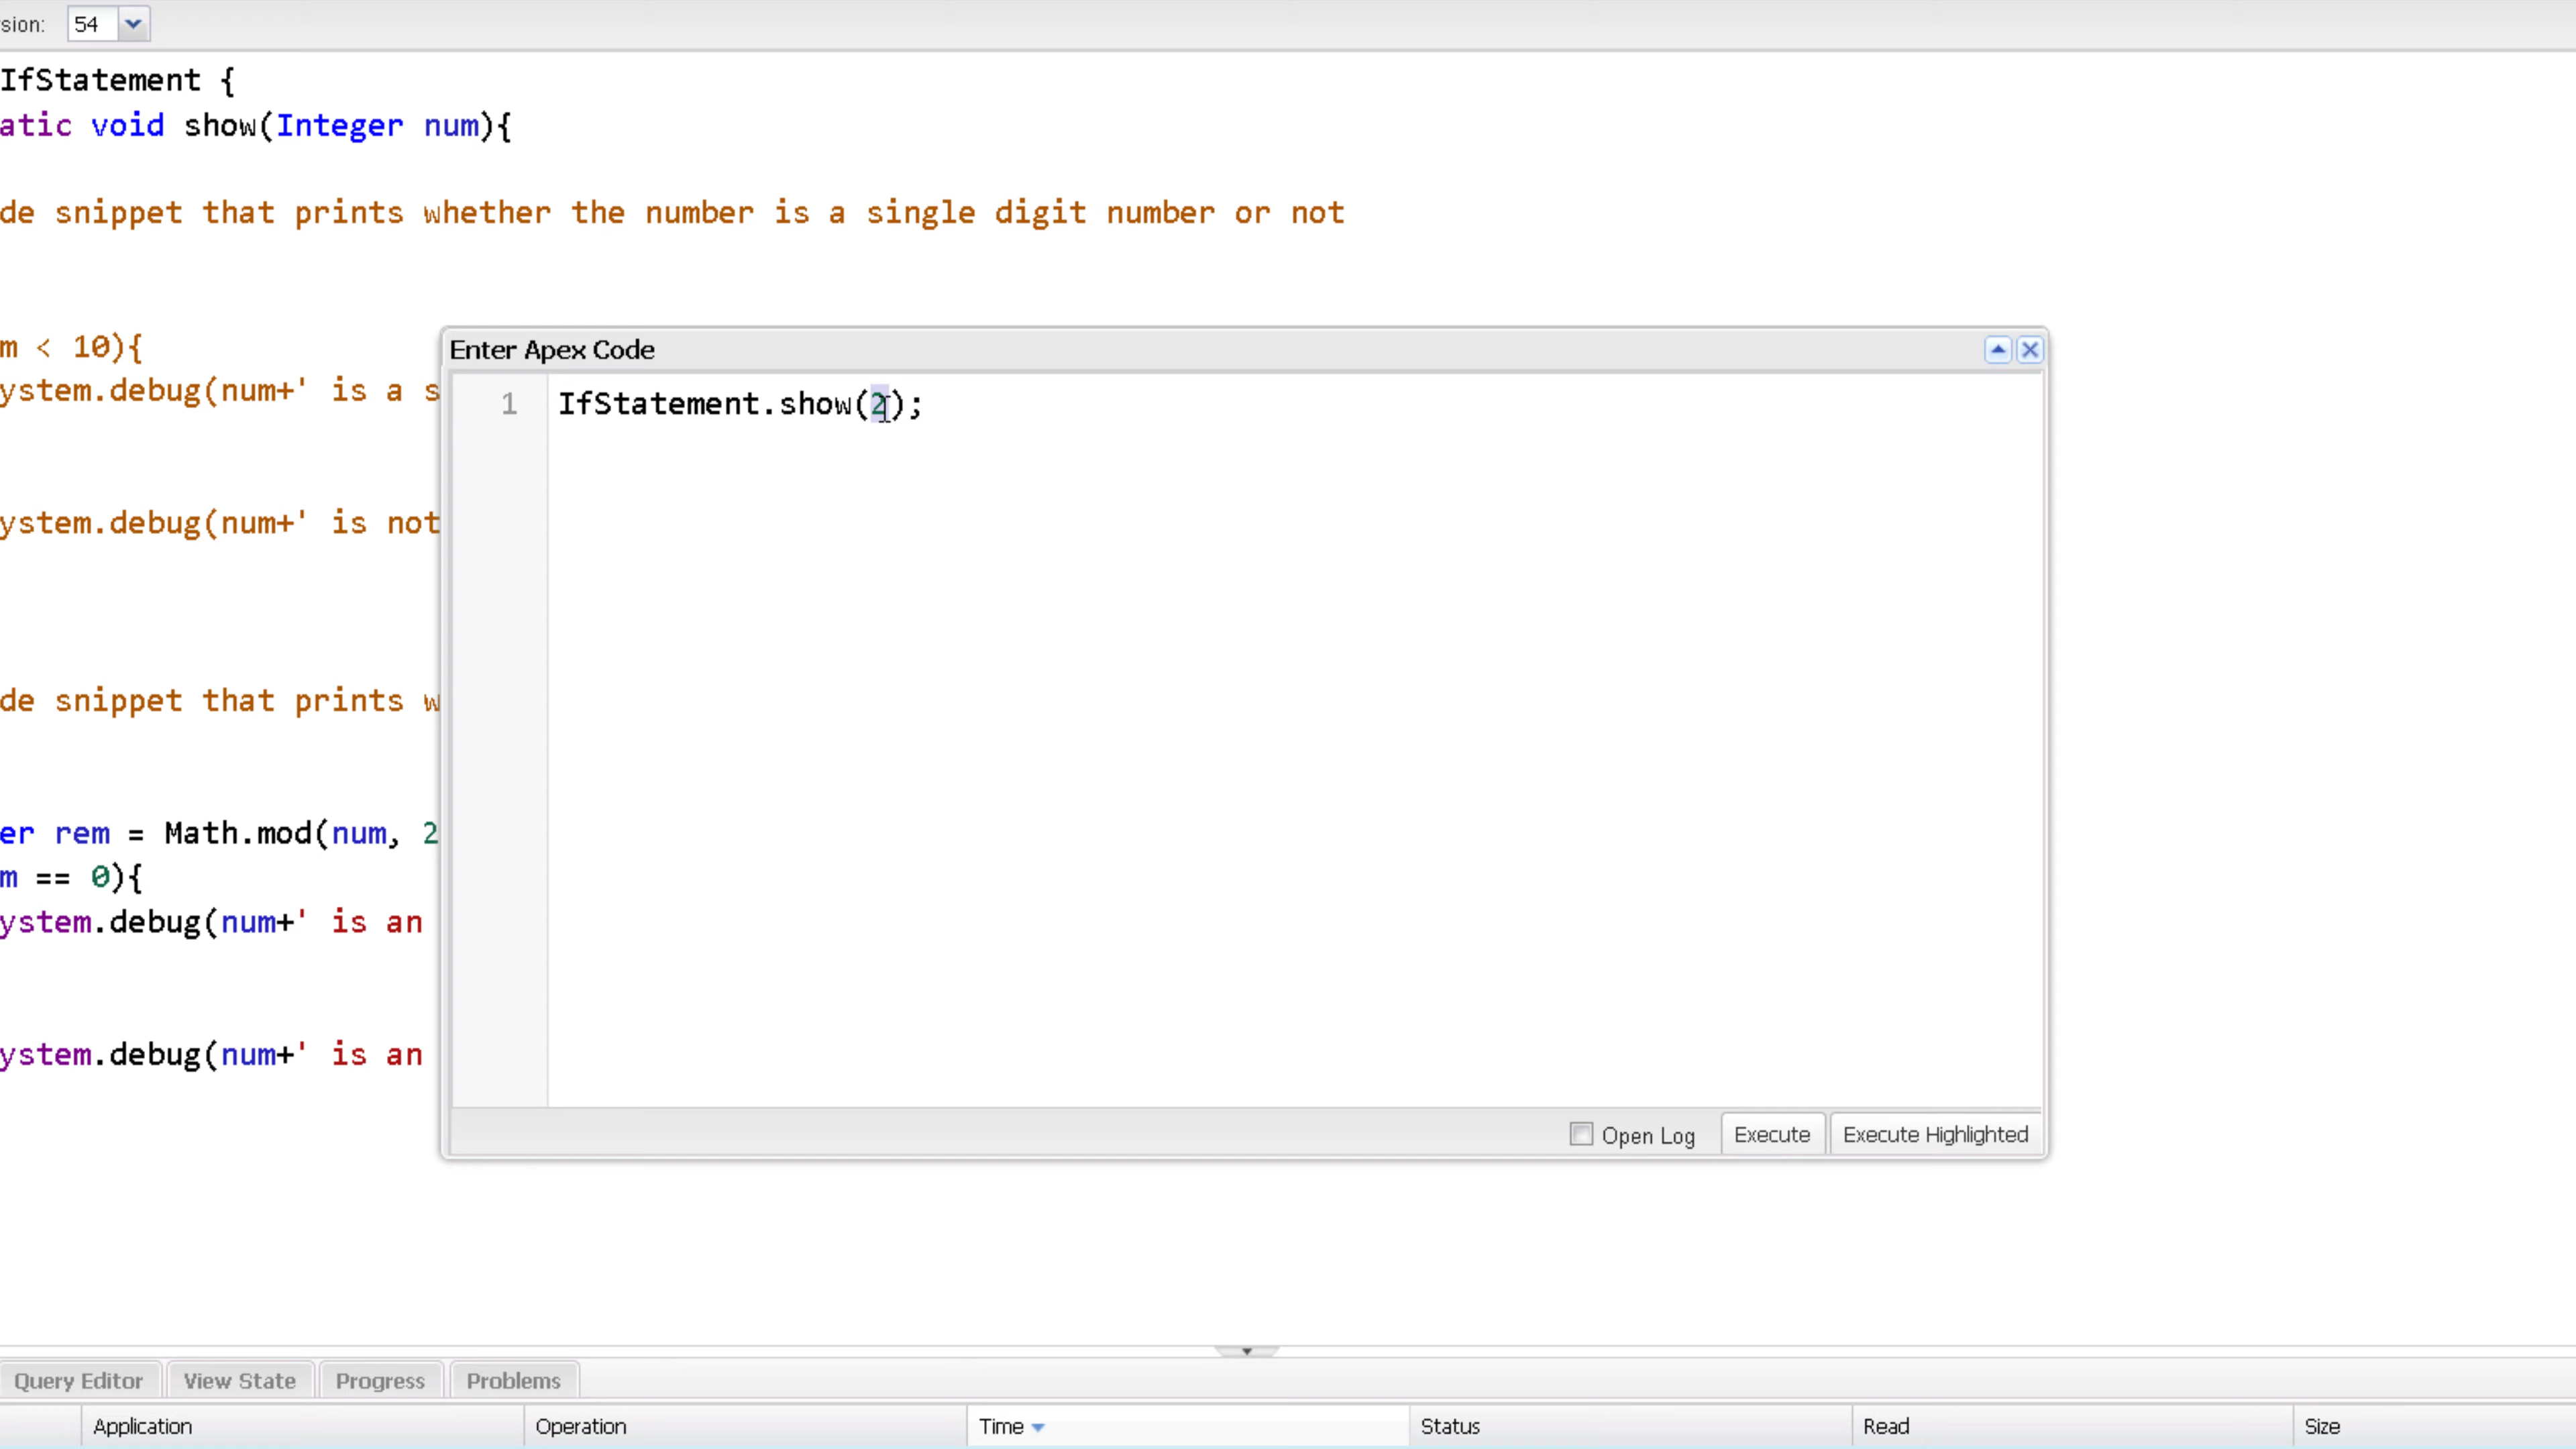 sion: 54
IfStatement {
atic void show(Integer num){
de snippet that prints whether the number is a single digit number or not
m < 10){
ystem.debug(num+' is a s
ystem.debug(num+' is not
de snippet that prints w
er rem = Math.mod(num, 2
m == 0){
ystem.debug(num+' is an
ystem.debug(num+' is an
Enter Apex Code
1 IfStatement.show(2);
Open Log Execute Execute Highlighted
Query Editor View State Progress Problems
Application Operation Time Status Read Size